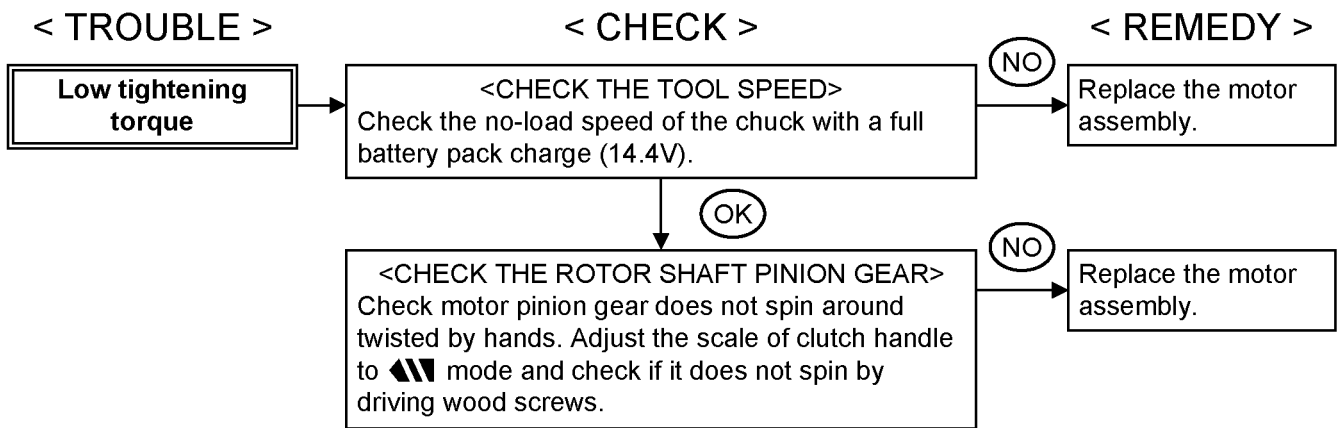 < TROUBLE >
< CHECK >
< REMEDY >
Low tightening
torque
<CHECK THE TOOL SPEED>
Check the no-load speed of the chuck with a full
battery pack charge (14.4V).
NO
Replace the motor
assembly.
OK
<CHECK THE ROTOR SHAFT PINION GEAR>
Check motor pinion gear does not spin around
twisted by hands. Adjust the scale of clutch handle
to mode and check if it does not spin by
driving wood screws.
NO
Replace the motor
assembly.